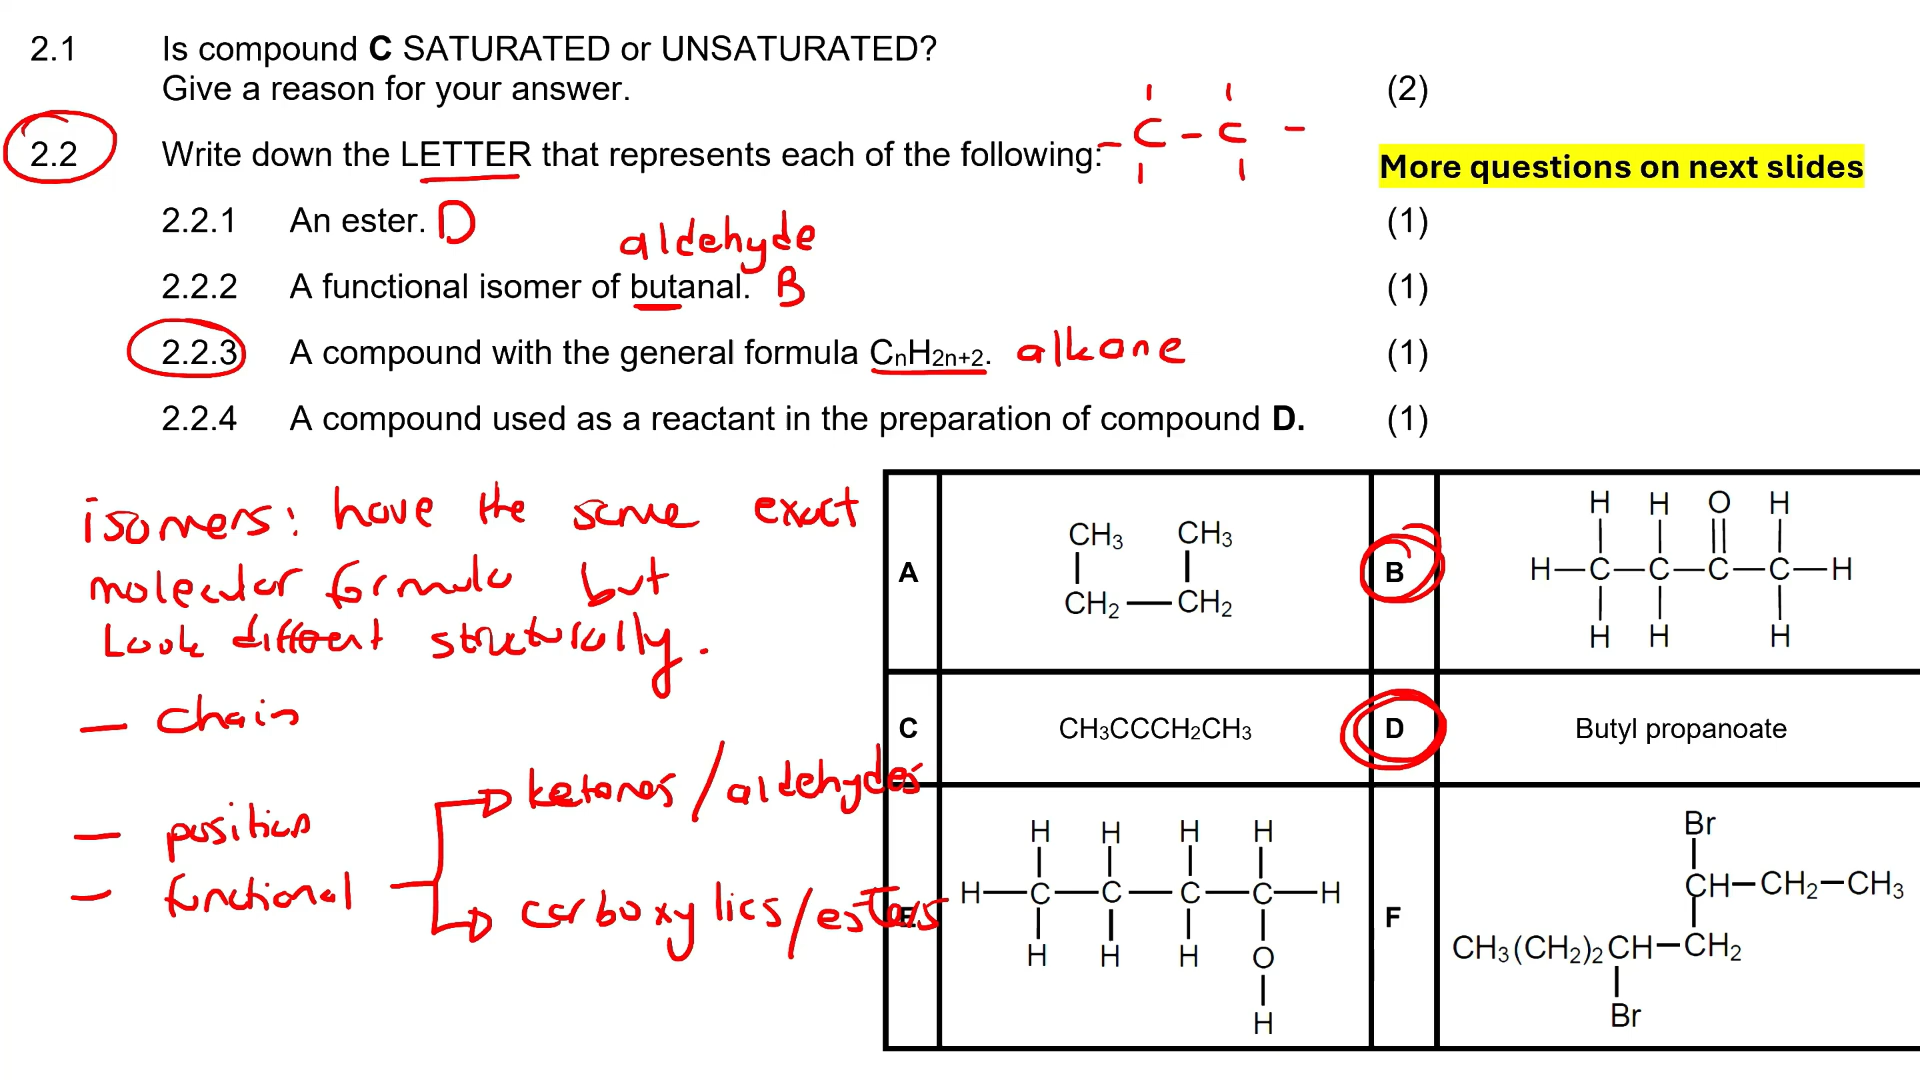 2.1 Is compound C SATURATED or UNSATURATED?
Give a reason for your answer. (2)
- C - C -
2.2 Write down the LETTER that represents each of the following:
More questions on next slides
2.2.1 An ester. D (1)
aldehyde
2.2.2 A functional isomer of butanal. B (1)
2.2.3 A compound with the general formula CnH2n+2. alkane (1)
2.2.4 A compound used as a reactant in the preparation of compound D. (1)
isomers: have the same exact
molecular formula but
Look different structurally.
- chain
- position
- functional
ketones/aldehydes
carboxylics/esters
A
CH3 CH3
CH2 CH2
B
H H O H
H C C C C H
H H H
C
CH3CCCH2CH3
D
Butyl propanoate
E
H H H H
H C C C C H
H H H O
H
F
Br
CH CH2 CH3
CH3(CH2)2CH CH2
Br